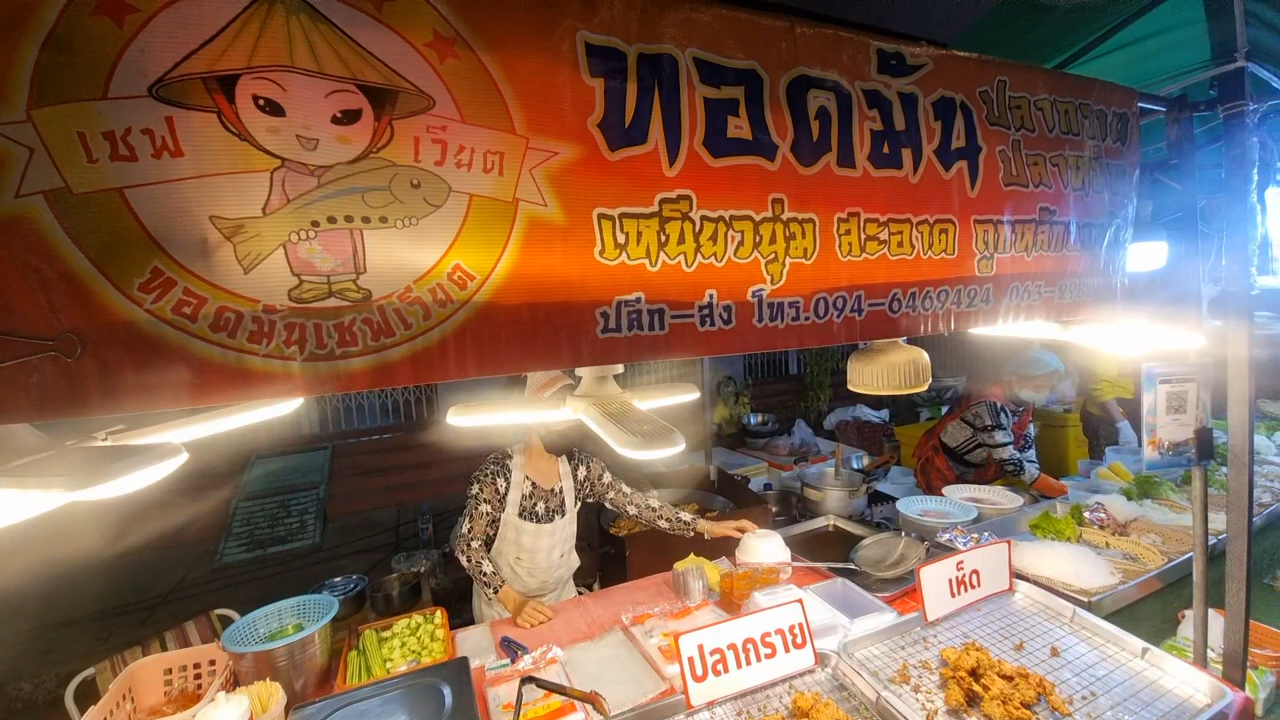 เชฟ เวียต
ทอดมันเชฟเวียต
ทอดมัน
ปลากราย
เหนียวนุ่ม สะอาด
ปลีก-ส่ง โทร.094-6469424
เห็ด
ปลากราย